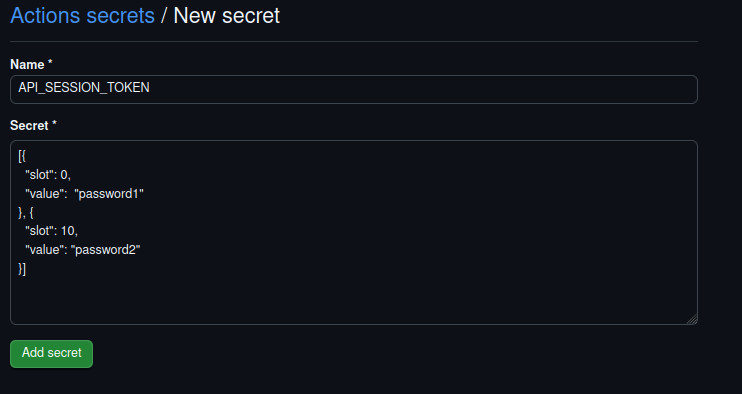 Actions secrets / New secret
Name *
API_SESSION_TOKEN
Secret *
[{
"slot": 0,
"value":  "password1"
}, {
"slot": 10,
"value": "password2"
}]
Add secret